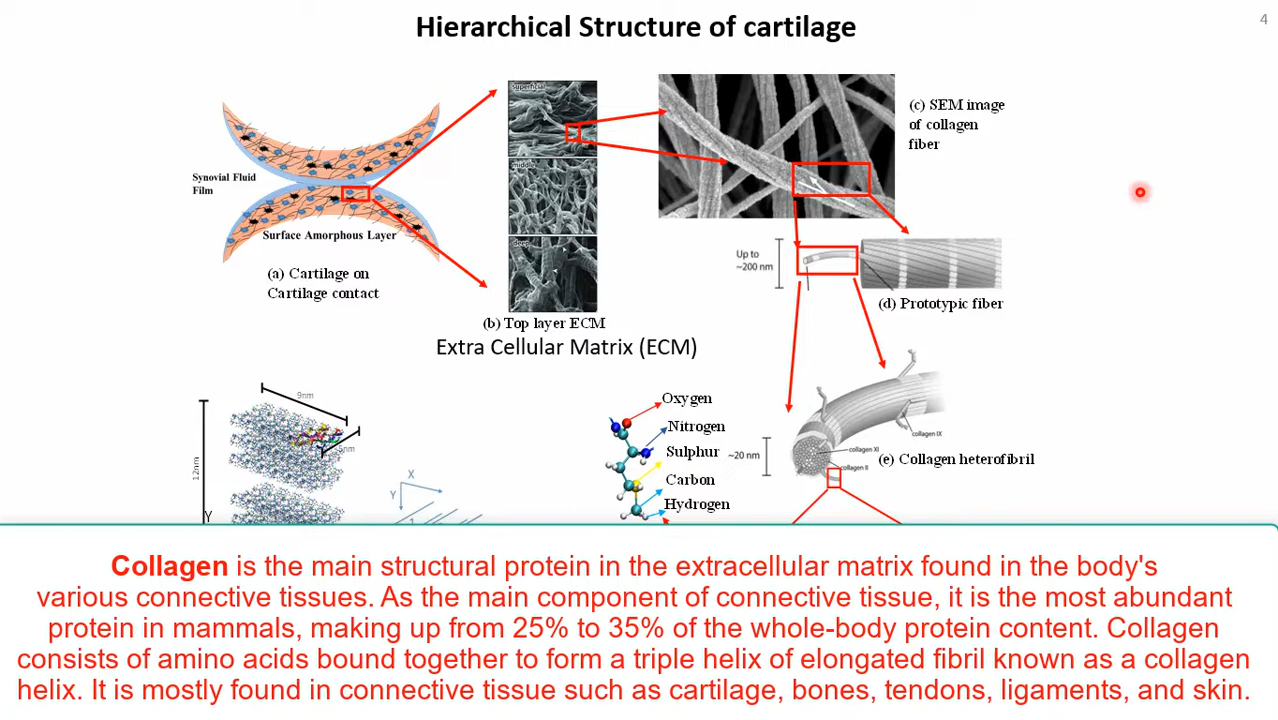 Hierarchical Structure of cartilage
4
Synovial Fluid
Film
Surface Amorphous Layer
(a) Cartilage on
Cartilage contact
superficial
middle
deep
(b) Top layer ECM
Extra Cellular Matrix (ECM)
(c) SEM image
of collagen
fiber
Up to
~200 nm
(d) Prototypic fiber
collagen IX
collagen XI
collagen II
~20 nm
(e) Collagen heterofibril
9nm
5nm
12nm
Y
X
Y
Oxygen
Nitrogen
Sulphur
Carbon
Hydrogen
Collagen is the main structural protein in the extracellular matrix found in the body's
various connective tissues. As the main component of connective tissue, it is the most abundant
protein in mammals, making up from 25% to 35% of the whole-body protein content. Collagen
consists of amino acids bound together to form a triple helix of elongated fibril known as a collagen
helix. It is mostly found in connective tissue such as cartilage, bones, tendons, ligaments, and skin.